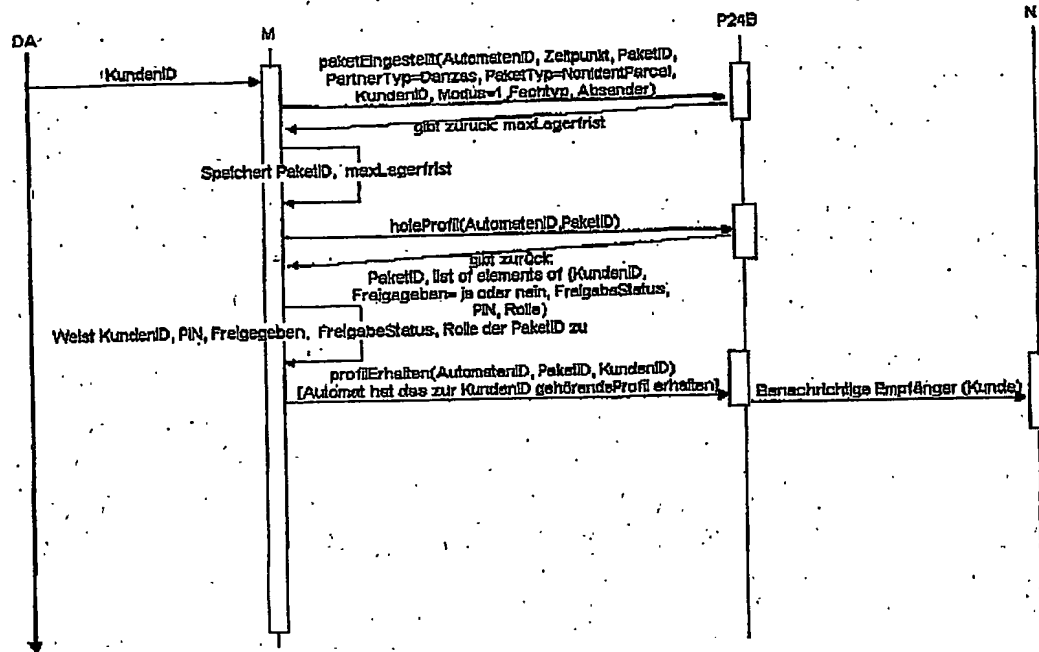 DA
M
P24B
N
!KundenID
paketEingestellt(AutomatenID, Zeitpunkt, PaketID,
PartnerTyp=Danzas, PaketTyp=NonIdentParcel,
KundenID, Modus=1 ,Fachtyp, Absender)
gibt zurück: maxLagerfrist
Speichert PaketID, maxLagerfrist
holeProfil(AutomatenID,PaketID)
gibt zurück:
PaketID, list of elements of (KundenID,
Freigegeben= ja oder nein, FreigabeStatus,
PIN, Rolle)
Weist KundenID, PIN, Freigegeben, FreigabeStatus, Rolle der PaketID zu
profilErhalten(AutomatenID, PaketID, KundenID)
[Automat hat das zur KundenID gehörendeProfil erhalten]
Benachrichtige Empfänger (Kunde)